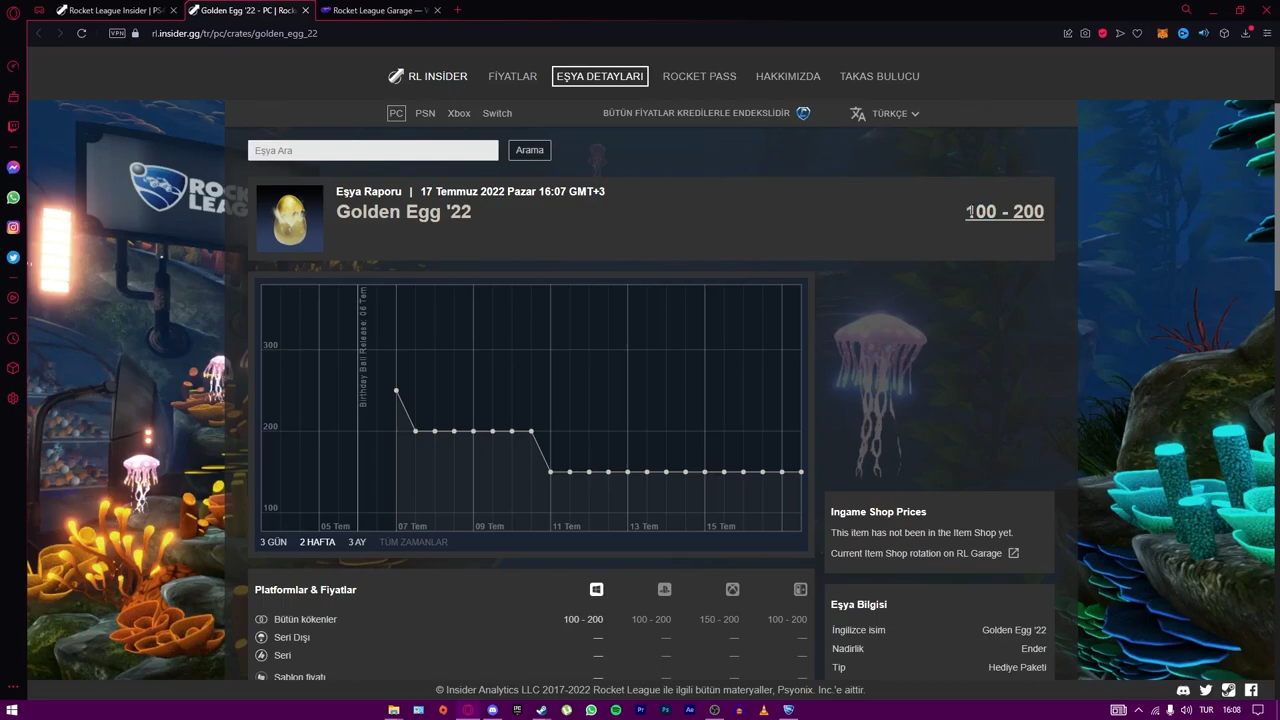 Rocket League Insider | PS
Golden Egg '22 - PC | Rock
Rocket League Garage — V
VPN
rl.insider.gg/tr/pc/crates/golden_egg_22
RL INSİDER
FİYATLAR
EŞYA DETAYLARI
ROCKET PASS
HAKKIMIZDA
TAKAS BULUCU
PC
PSN
Xbox
Switch
BÜTÜN FİYATLAR KREDİLERLE ENDEKSLİDİR
TÜRKÇE
Eşya Ara
Arama
Eşya Raporu | 17 Temmuz 2022 Pazar 16:07 GMT+3
Golden Egg '22
100 - 200
ROCK
LEAG
Birthday Ball Release: 06 Tem
300
200
100
05 Tem
07 Tem
09 Tem
11 Tem
13 Tem
15 Tem
3 GÜN
2 HAFTA
3 AY
TÜM ZAMANLAR
Ingame Shop Prices
This item has not been in the Item Shop yet.
Current Item Shop rotation on RL Garage
Platformlar & Fiyatlar
Bütün kökenler 100 - 200 100 - 200 150 - 200 100 - 200
Seri Dışı — — — —
Seri — — — —
Şablon fiyatı
Eşya Bilgisi
İngilizce isim Golden Egg '22
Nadirlik Ender
Tip Hediye Paketi
© Insider Analytics LLC 2017-2022 Rocket League ile ilgili bütün materyaller, Psyonix. Inc.'e aittir.
TUR
16:08